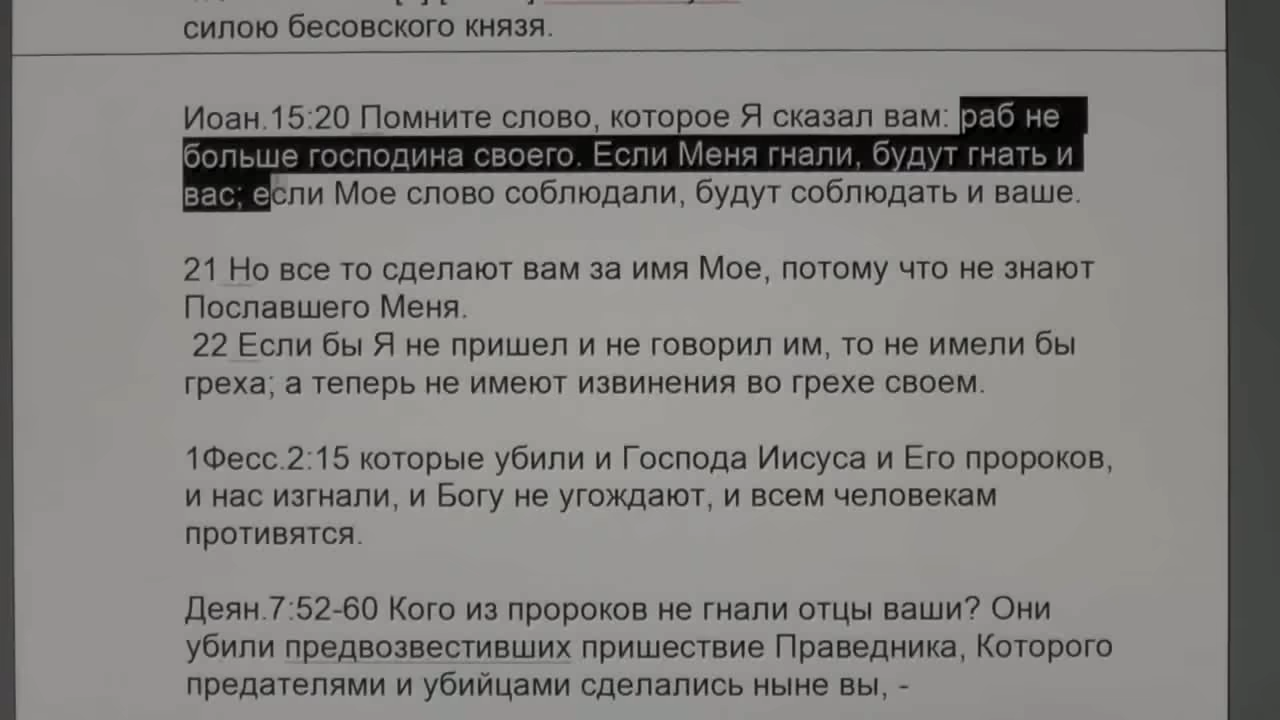 силою бесовского князя.
Иоан.15:20 Помните слово, которое Я сказал вам: раб не
больше господина своего. Если Меня гнали, будут гнать и
вас; если Мое слово соблюдали, будут соблюдать и ваше.
21 Но все то сделают вам за имя Мое, потому что не знают
Пославшего Меня.
22 Если бы Я не пришел и не говорил им, то не имели бы
греха; а теперь не имеют извинения во грехе своем.
1Фесс.2:15 которые убили и Господа Иисуса и Его пророков,
и нас изгнали, и Богу не угождают, и всем человекам
противятся.
Деян.7:52-60 Кого из пророков не гнали отцы ваши? Они
убили предвозвестивших пришествие Праведника, Которого
предателями и убийцами сделались ныне вы, -